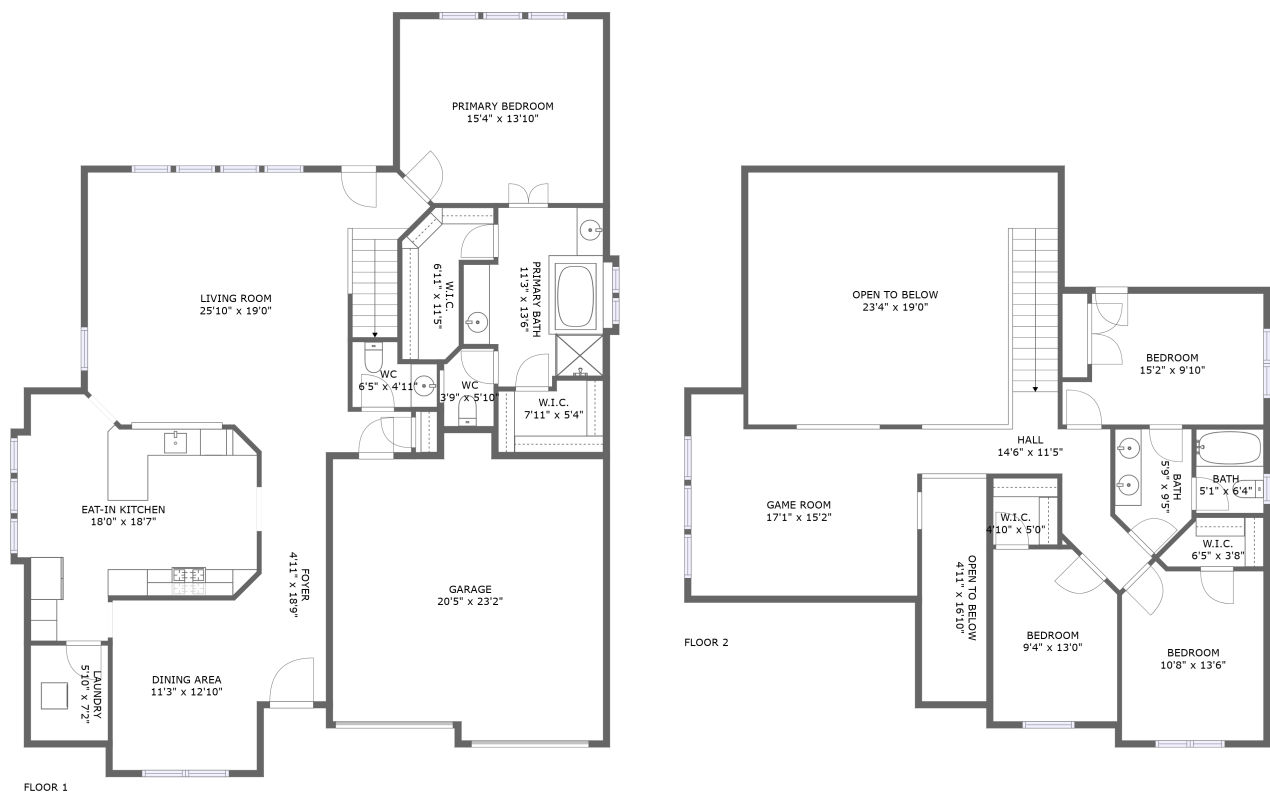 PRIMARY BEDROOM
15'4" x 13'10"
LIVING ROOM
25'10" x 19'0"
W.I.C.
6'11" x 11'5"
PRIMARY BATH
11'3" x 13'6"
WC
6'5" x 4'11"
WC
3'9" x 5'10"
W.I.C.
7'11" x 5'4"
EAT-IN KITCHEN
18'0" x 18'7"
FOYER
4'11" x 18'9"
GARAGE
20'5" x 23'2"
LAUNDRY
5'10" x 7'2"
DINING AREA
11'3" x 12'10"
FLOOR 1
OPEN TO BELOW
23'4" x 19'0"
BEDROOM
15'2" x 9'10"
HALL
14'6" x 11'5"
BATH
5'9" x 9'5"
BATH
5'1" x 6'4"
GAME ROOM
17'1" x 15'2"
W.I.C.
4'10" x 5'0"
W.I.C.
6'5" x 3'8"
OPEN TO BELOW
4'11" x 16'10"
BEDROOM
9'4" x 13'0"
BEDROOM
10'8" x 13'6"
FLOOR 2